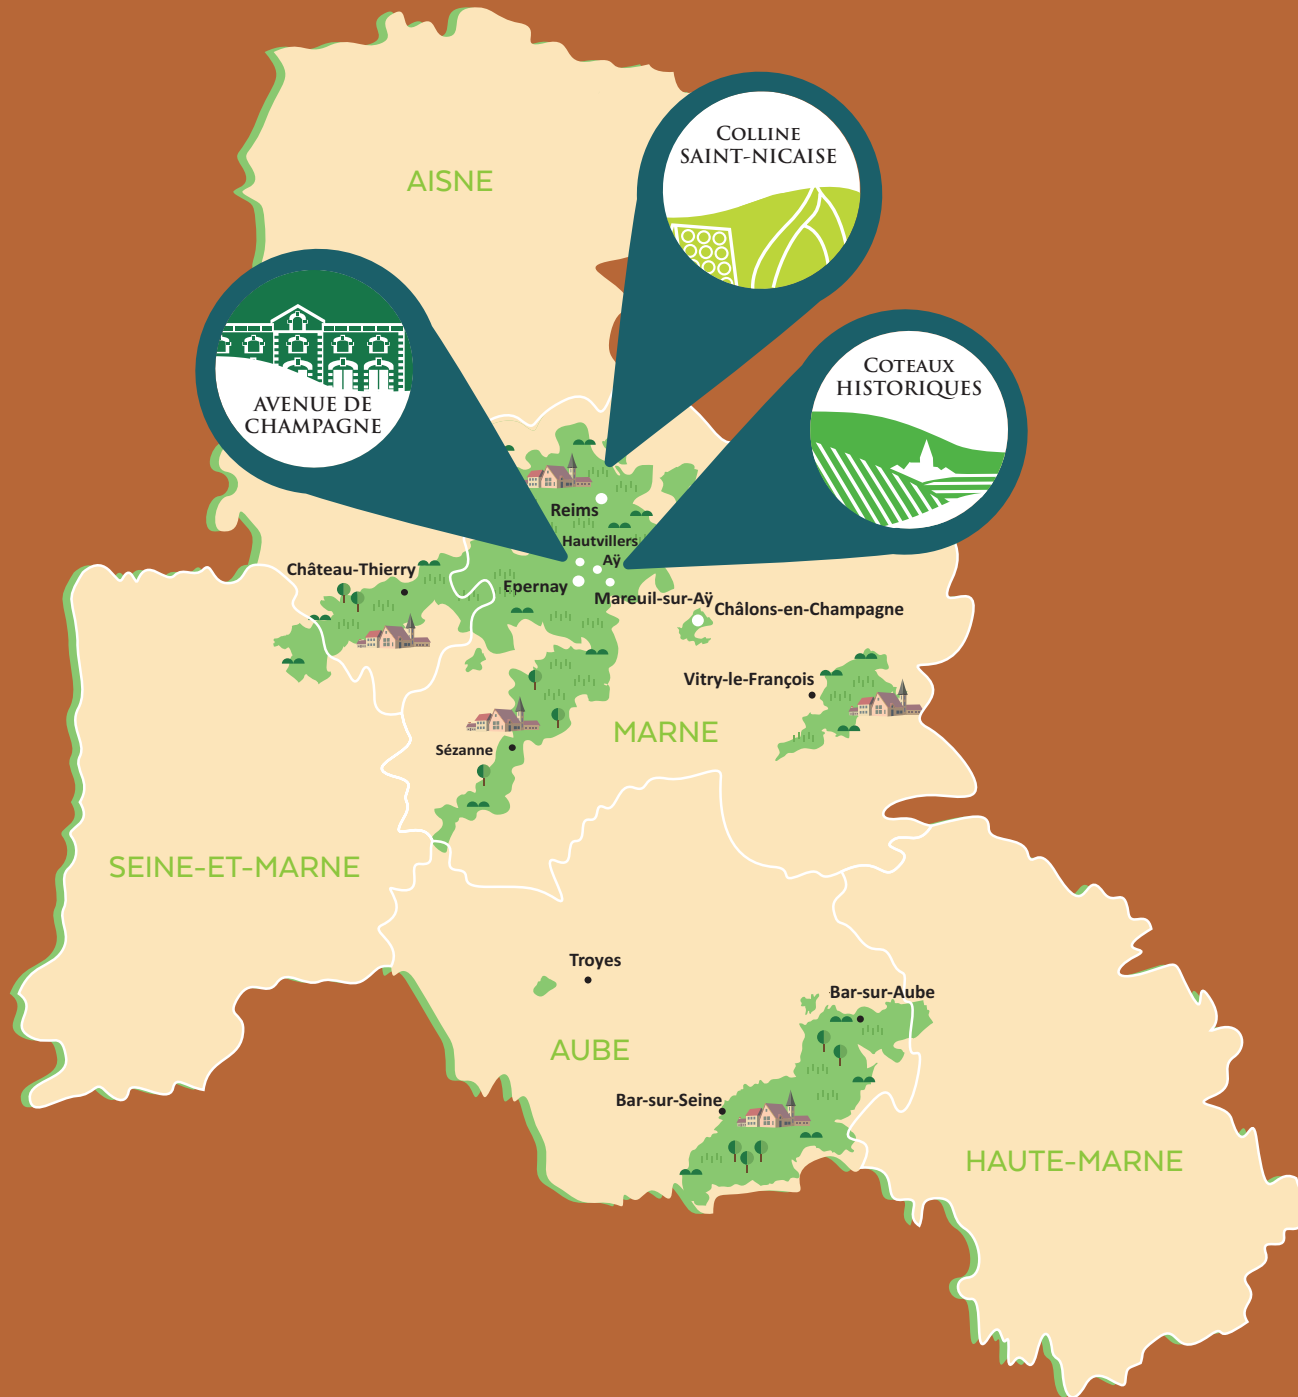 COLLINE
SAINT-NICAISE
AISNE
COTEAUX
HISTORIQUES
AVENUE DE
CHAMPAGNE
Reims
Hautvillers
Aÿ
Château-Thierry
Epernay
Mareuil-sur-Aÿ
Châlons-en-Champagne
Vitry-le-François
MARNE
Sézanne
SEINE-ET-MARNE
Troyes
Bar-sur-Aube
AUBE
Bar-sur-Seine
HAUTE-MARNE